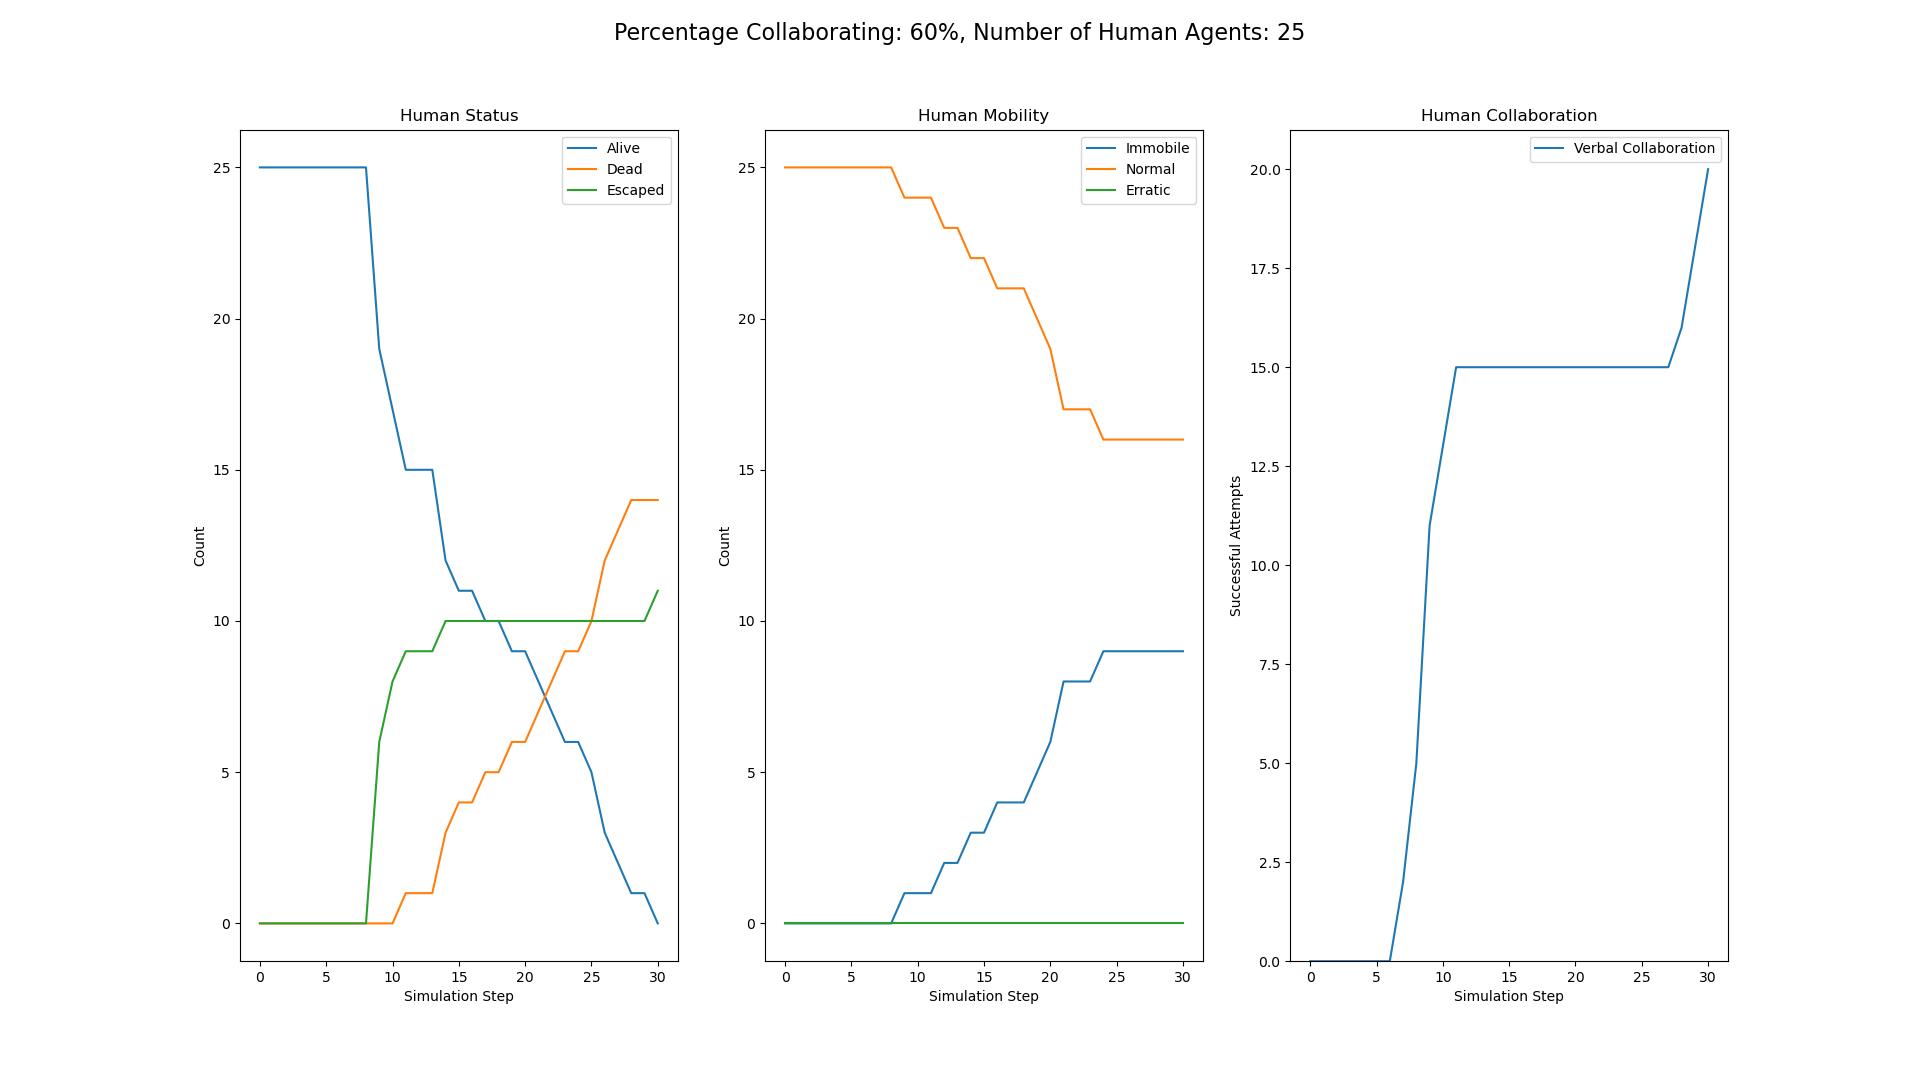 Percentage Collaborating: 60%, Number of Human Agents: 25
Human Status
Alive
Dead
Escaped
25
20
15
10
5
0
Count
0 5 10 15 20 25 30
Simulation Step
Human Mobility
Immobile
Normal
Erratic
25
20
15
10
5
0
Count
0 5 10 15 20 25 30
Simulation Step
Human Collaboration
Verbal Collaboration
20.0
17.5
15.0
12.5
10.0
7.5
5.0
2.5
0.0
Successful Attempts
0 5 10 15 20 25 30
Simulation Step